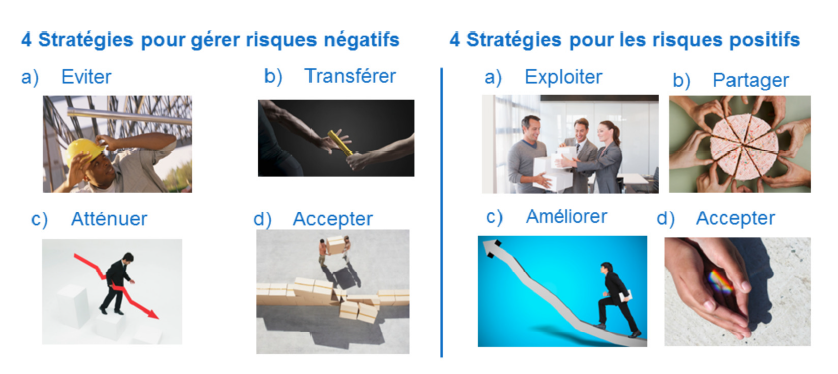 4 Stratégies pour gérer risques négatifs
a) Eviter
b) Transférer
c) Atténuer
d) Accepter
4 Stratégies pour les risques positifs
a) Exploiter
b) Partager
c) Améliorer
d) Accepter